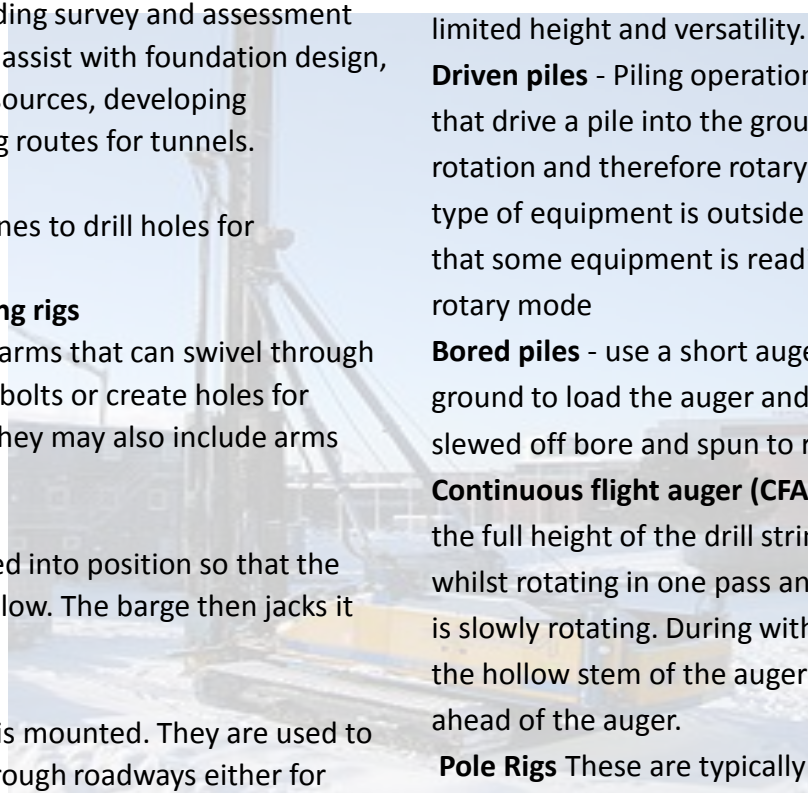 ding survey and assessment
assist with foundation design,
sources, developing
g routes for tunnels.
nes to drill holes for
ng rigs
arms that can swivel through
bolts or create holes for
hey may also include arms
ed into position so that the
low. The barge then jacks it
is mounted. They are used to
rough roadways either for
limited height and versatility.
Driven piles - Piling operation
that drive a pile into the grou
rotation and therefore rotary
type of equipment is outside
that some equipment is read
rotary mode
Bored piles - use a short auge
ground to load the auger and
slewed off bore and spun to r
Continuous flight auger (CFA
the full height of the drill strin
whilst rotating in one pass an
is slowly rotating. During with
the hollow stem of the auger
ahead of the auger.
Pole Rigs These are typically